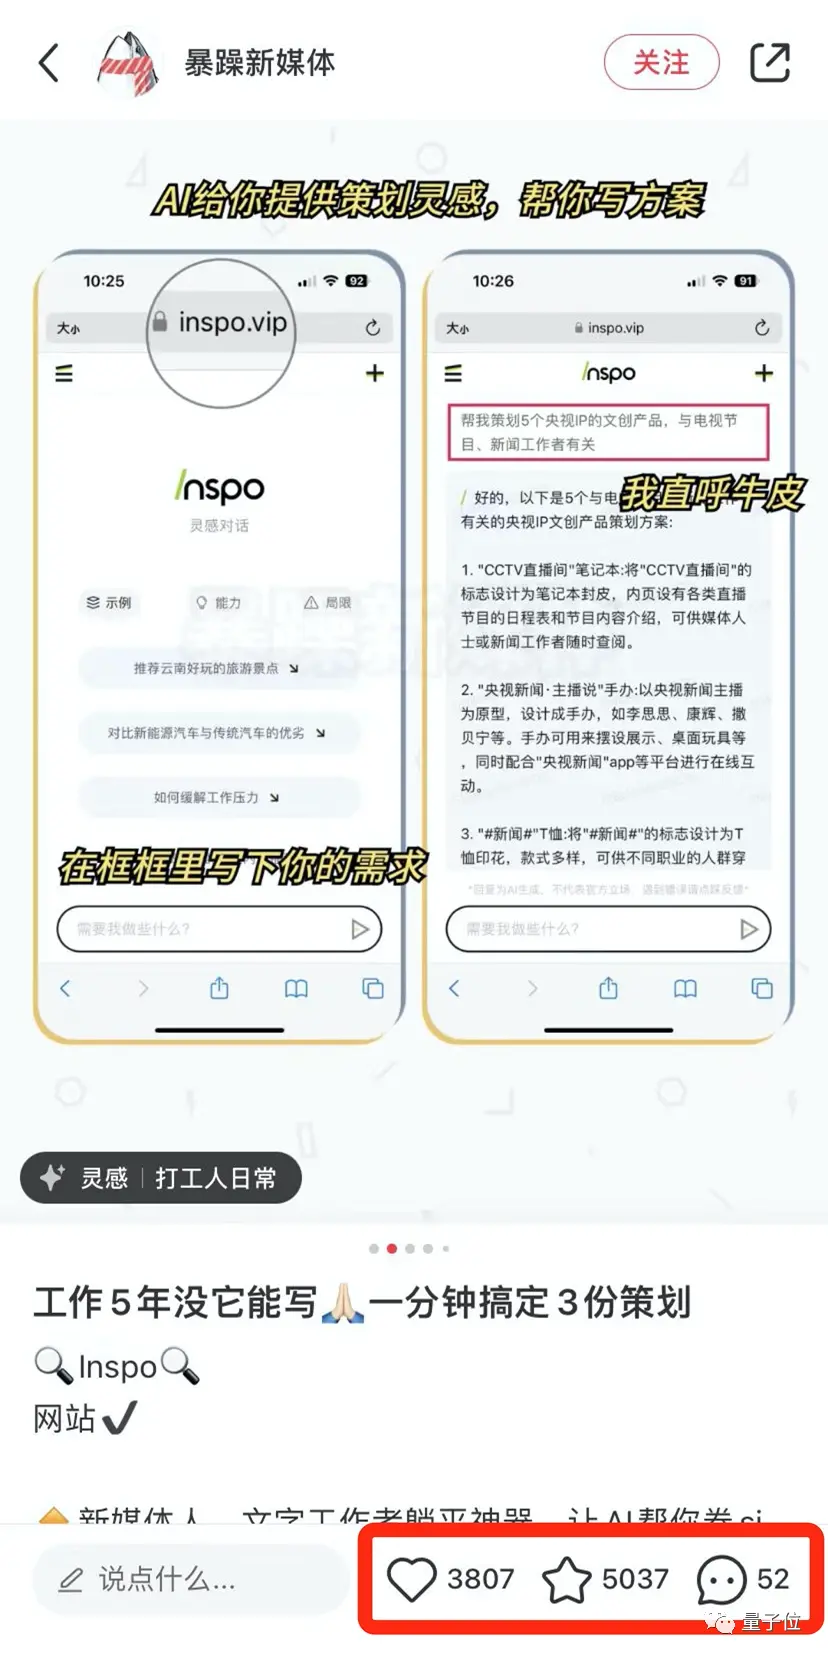 暴躁新媒体
关注
AI给你提供策划灵感，帮你写方案
10:25
92
大小
inspo.vip
Inspo
灵感对话
示例
能力
局限
推荐云南好玩的旅游景点
对比新能源汽车与传统汽车的优劣
如何缓解工作压力
在框框里写下你的需求
需要我做些什么?
10:26
91
大小
inspo.vip
Inspo
帮我策划5个央视IP的文创产品，与电视节
目、新闻工作者有关
我直呼牛皮
/ 好的，以下是5个与电
有关的央视IP文创产品策划方案:
1. "CCTV直播间"笔记本:将"CCTV直播间"的
标志设计为笔记本封皮，内页设有各类直播
节目的日程表和节目内容介绍，可供媒体人
士或新闻工作者随时查阅。
2. "央视新闻·主播说"手办:以央视新闻主播
为原型，设计成手办，如李思思、康辉、撒
贝宁等。手办可用来摆设展示、桌面玩具等
，同时配合"央视新闻"app等平台进行在线互
动。
3. "#新闻#"T恤:将"#新闻#"的标志设计为T
恤印花，款式多样，可供不同职业的人群穿
*回复为AI生成，不代表官方立场，遇到错误请点踩反馈*
需要我做些什么?
灵感 | 打工人日常
工作5年没它能写🙏🏻一分钟搞定3份策划
🔍Inspo🔍
网站✔️
🔶新媒体人、文字工作者躺平神器，让AI帮你卷si
说点什么...
3807
5037
52
量子位